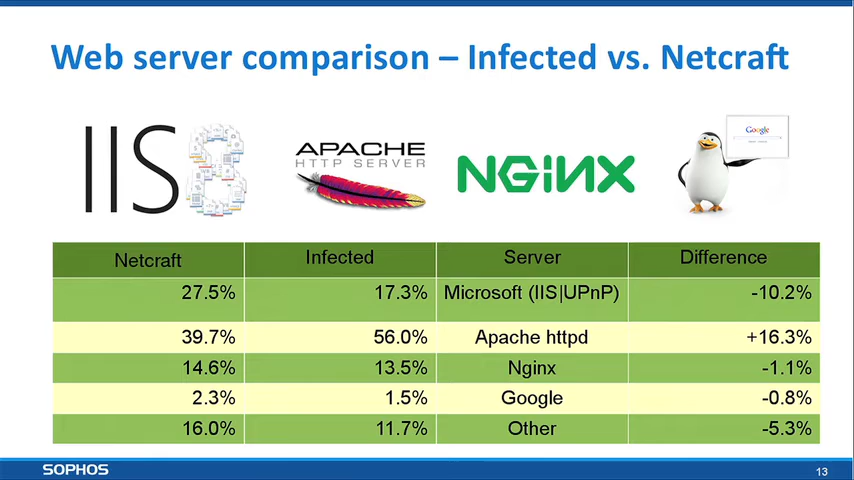 Web server comparison – Infected vs. Netcraft
IIS8
APACHE
HTTP SERVER
NGINX
Google
Netcraft Infected Server Difference
27.5% 17.3% Microsoft (IIS|UPnP) -10.2%
39.7% 56.0% Apache httpd +16.3%
14.6% 13.5% Nginx -1.1%
2.3% 1.5% Google -0.8%
16.0% 11.7% Other -5.3%
SOPHOS
13